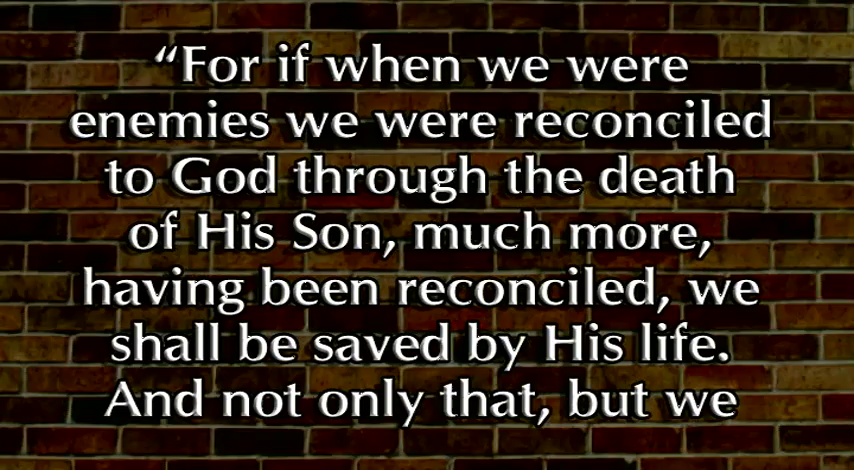 “For if when we were
enemies we were reconciled
to God through the death
of His Son, much more,
having been reconciled, we
shall be saved by His life.
And not only that, but we